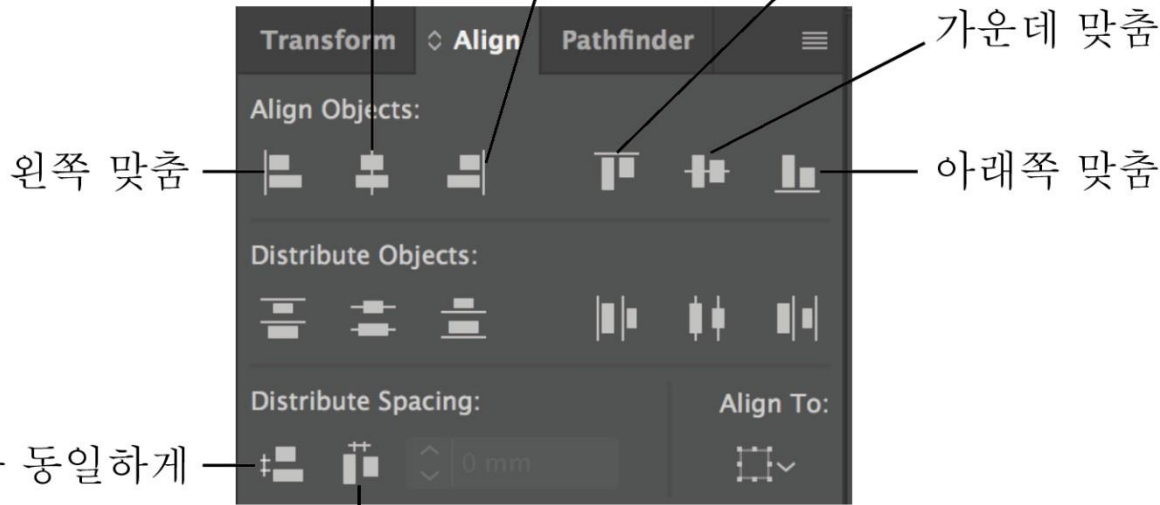 Transform Align Pathfinder
가운데 맞춤
Align Objects:
왼쪽 맞춤
아래쪽 맞춤
Distribute Objects:
Distribute Spacing:
Align To:
동일하게
0 mm